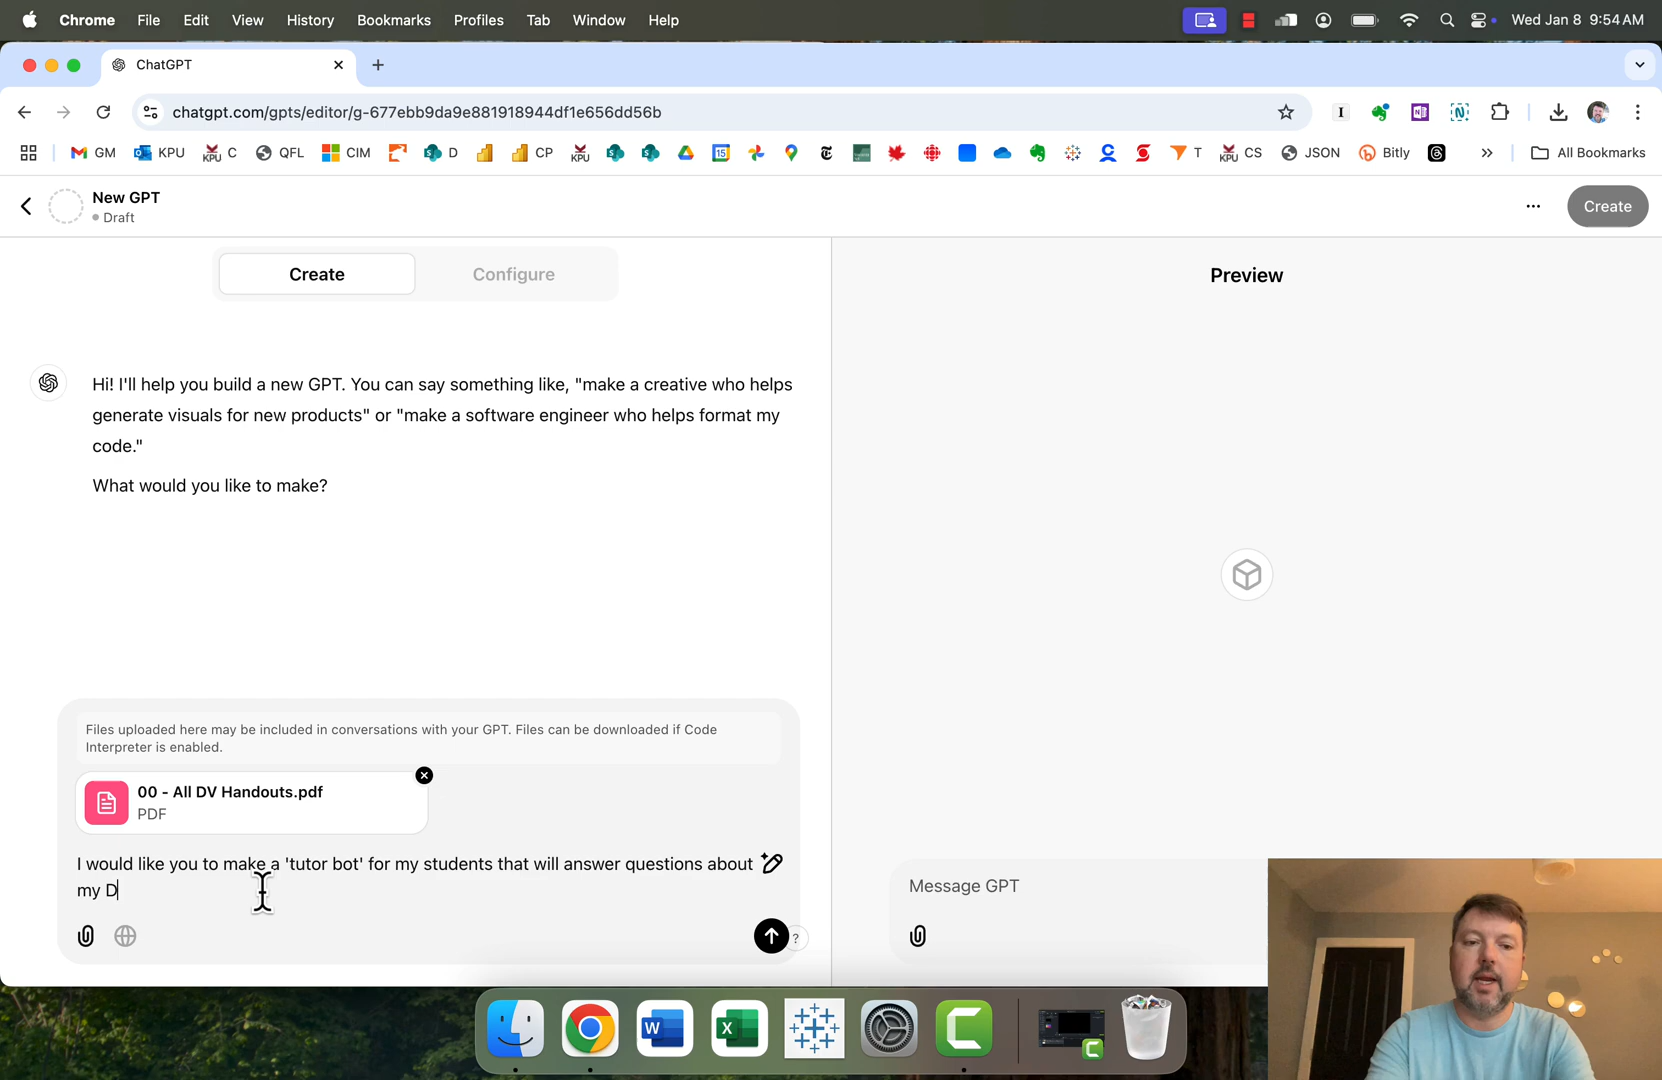 Chrome File Edit View History Bookmarks Profiles Tab Window Help Wed Jan 8 9:54 AM
ChatGPT
chatgpt.com/gpts/editor/g-677ebb9da9e881918944df1e656dd56b
GM KPU KPU C QFL CIM D CP KPU 15 T KPU CS JSON Bitly » All Bookmarks
New GPT
Draft
Create
Create Configure
Preview
Hi! I'll help you build a new GPT. You can say something like, "make a creative who helps
generate visuals for new products" or "make a software engineer who helps format my
code."
What would you like to make?
Files uploaded here may be included in conversations with your GPT. Files can be downloaded if Code
Interpreter is enabled.
00 - All DV Handouts.pdf
PDF
I would like you to make a 'tutor bot' for my students that will answer questions about
my D
?
Message GPT